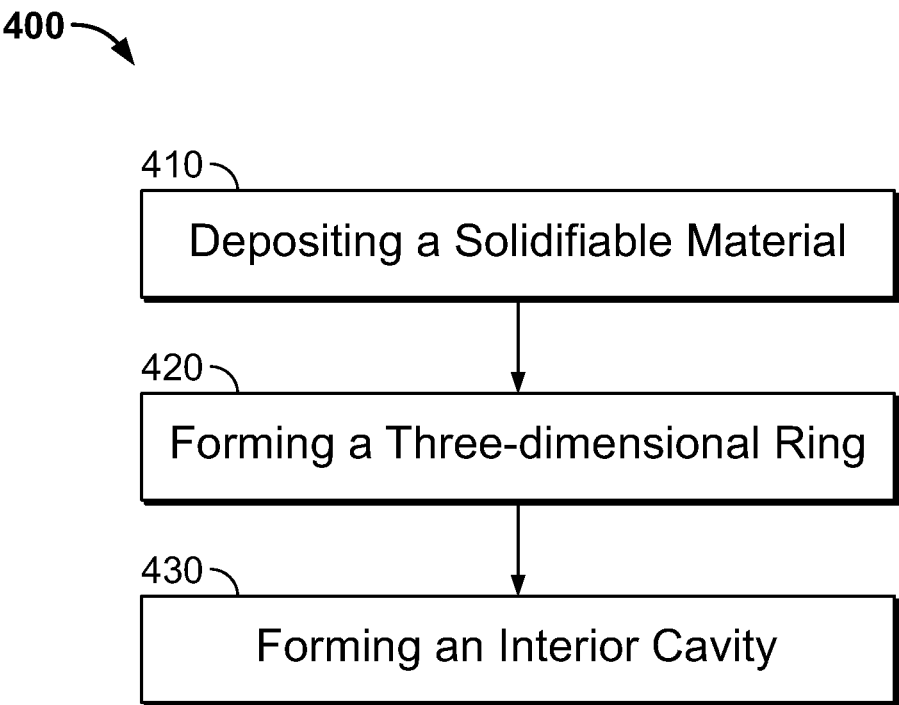 400
410
Depositing a Solidifiable Material
420
Forming a Three-dimensional Ring
430
Forming an Interior Cavity